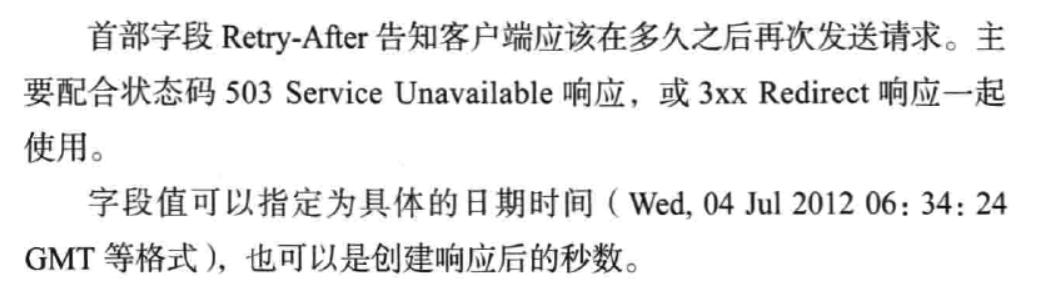 首部字段 Retry-After 告知客户端应该在多久之后再次发送请求。主
要配合状态码 503 Service Unavailable 响应，或 3xx Redirect 响应一起
使用。
字段值可以指定为具体的日期时间（Wed, 04 Jul 2012 06：34：24
GMT 等格式），也可以是创建响应后的秒数。